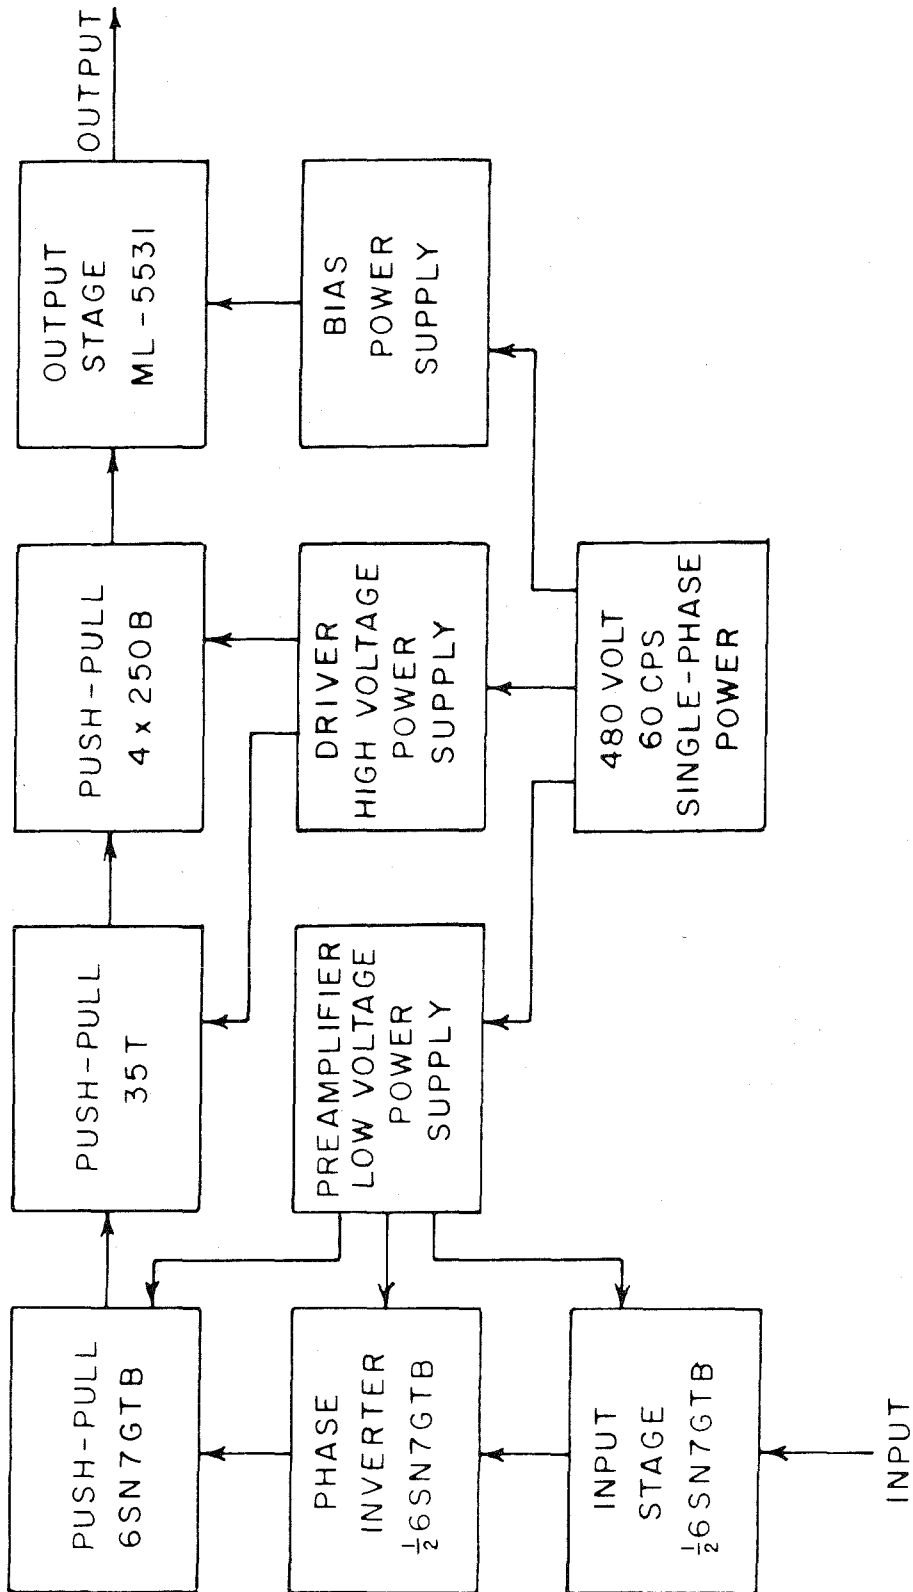 PUSH-PULL
6SN7GTB
PUSH-PULL
35T
PUSH-PULL
4 x 250B
OUTPUT
STAGE
ML-5531
OUTPUT
PHASE
INVERTER
½6SN7GTB
PREAMPLIFIER
LOW VOLTAGE
POWER
SUPPLY
DRIVER
HIGH VOLTAGE
POWER
SUPPLY
BIAS
POWER
SUPPLY
INPUT
STAGE
½6SN7GTB
480 VOLT
60 CPS
SINGLE-PHASE
POWER
INPUT